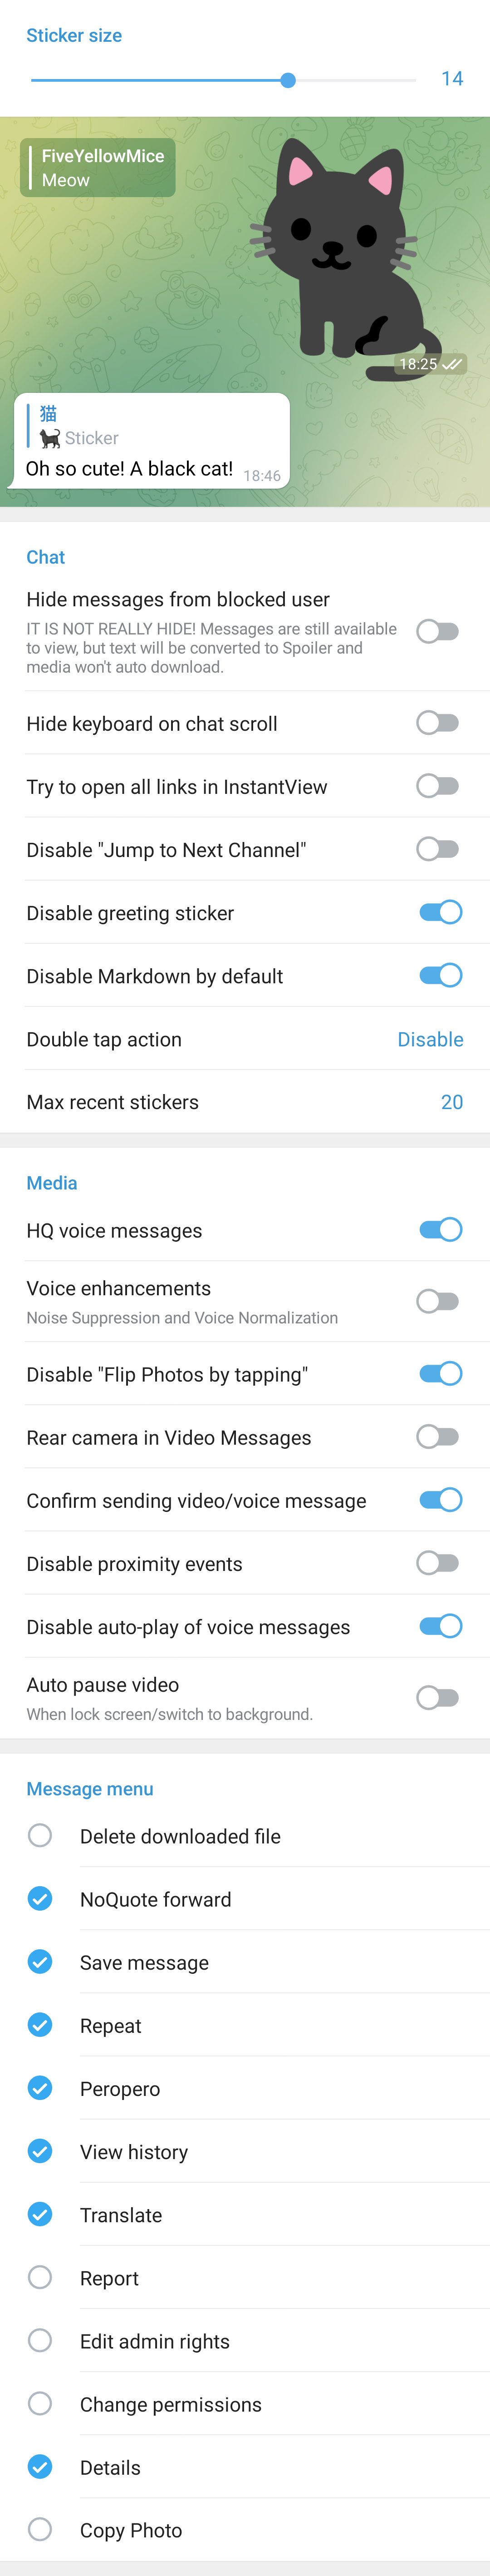 Sticker size
14
FiveYellowMice
Meow
18:25
猫
🐈‍⬛ Sticker
Oh so cute! A black cat!
18:46
Chat
Hide messages from blocked user
IT IS NOT REALLY HIDE! Messages are still available
to view, but text will be converted to Spoiler and
media won't auto download.
Hide keyboard on chat scroll
Try to open all links in InstantView
Disable "Jump to Next Channel"
Disable greeting sticker
Disable Markdown by default
Double tap action
Disable
Max recent stickers
20
Media
HQ voice messages
Voice enhancements
Noise Suppression and Voice Normalization
Disable "Flip Photos by tapping"
Rear camera in Video Messages
Confirm sending video/voice message
Disable proximity events
Disable auto-play of voice messages
Auto pause video
When lock screen/switch to background.
Message menu
Delete downloaded file
NoQuote forward
Save message
Repeat
Peropero
View history
Translate
Report
Edit admin rights
Change permissions
Details
Copy Photo